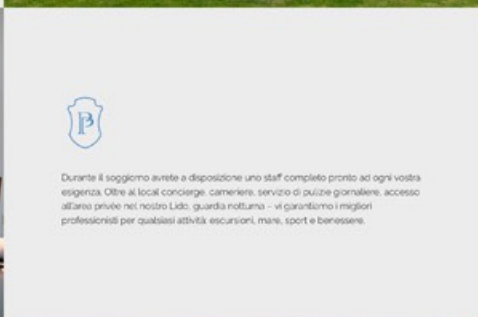 Durante il soggiorno avrete a disposizione uno staff completo pronto ad ogni vostra
esigenza. Oltre al local concierge, cameriere, servizio di pulizie giornaliere, accesso
all'area privée nel nostro Lido, guardia notturna – vi garantiamo i migliori
professionisti per qualsiasi attività: escursioni, mare, sport e benessere.